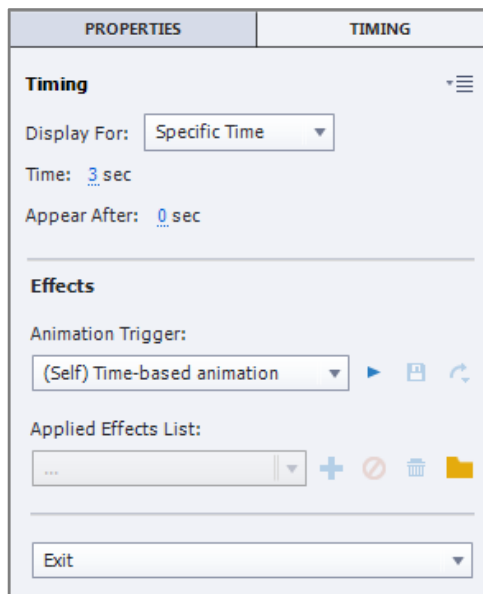 PROPERTIES TIMING
Timing
Display For: Specific Time
Time: 3 sec
Appear After: 0 sec
Effects
Animation Trigger:
(Self) Time-based animation
Applied Effects List:
...
Exit